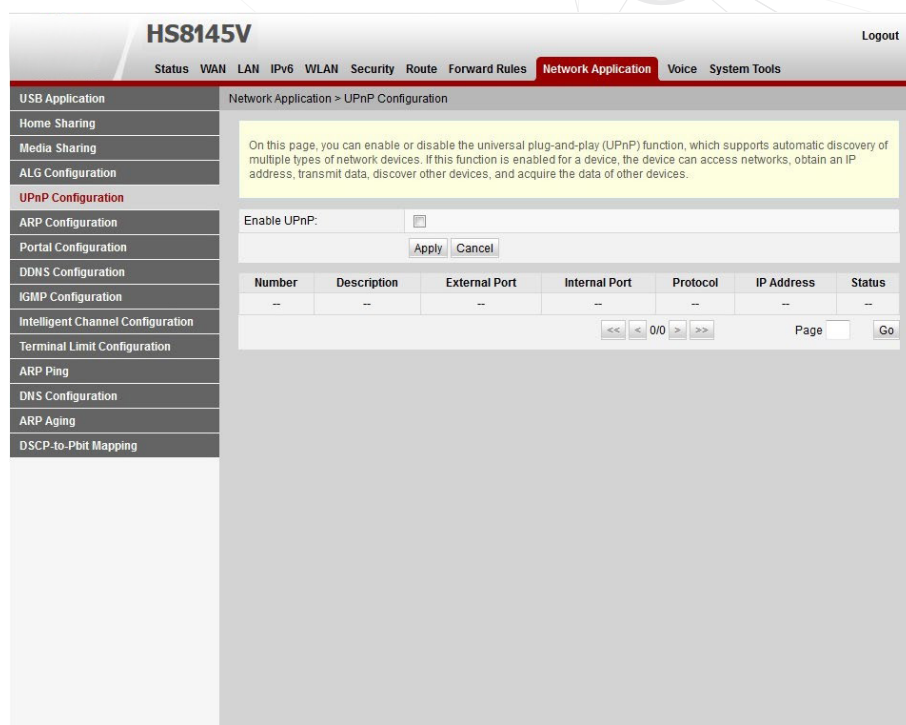 HS8145V
Logout
Status WAN LAN IPv6 WLAN Security Route Forward Rules Network Application Voice System Tools
USB Application
Home Sharing
Media Sharing
ALG Configuration
UPnP Configuration
ARP Configuration
Portal Configuration
DDNS Configuration
IGMP Configuration
Intelligent Channel Configuration
Terminal Limit Configuration
ARP Ping
DNS Configuration
ARP Aging
DSCP-to-Pbit Mapping
Network Application > UPnP Configuration
On this page, you can enable or disable the universal plug-and-play (UPnP) function, which supports automatic discovery of
multiple types of network devices. If this function is enabled for a device, the device can access networks, obtain an IP
address, transmit data, discover other devices, and acquire the data of other devices.
Enable UPnP:
Apply Cancel
Number Description External Port Internal Port Protocol IP Address Status
-- -- -- -- -- -- --
<< < 0/0 > >> Page Go